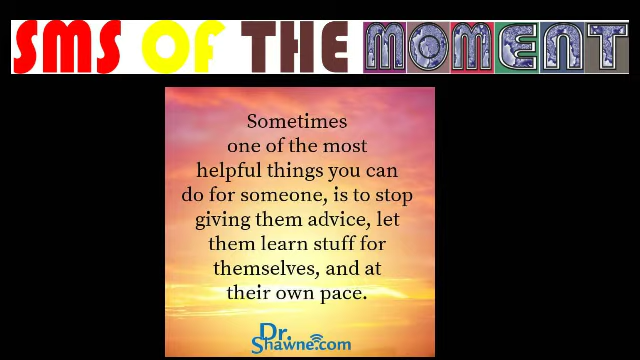 SMS OF THE MOMENT
Sometimes
one of the most
helpful things you can
do for someone, is to stop
giving them advice, let
them learn stuff for
themselves, and at
their own pace.
Dr.
Shawne.com